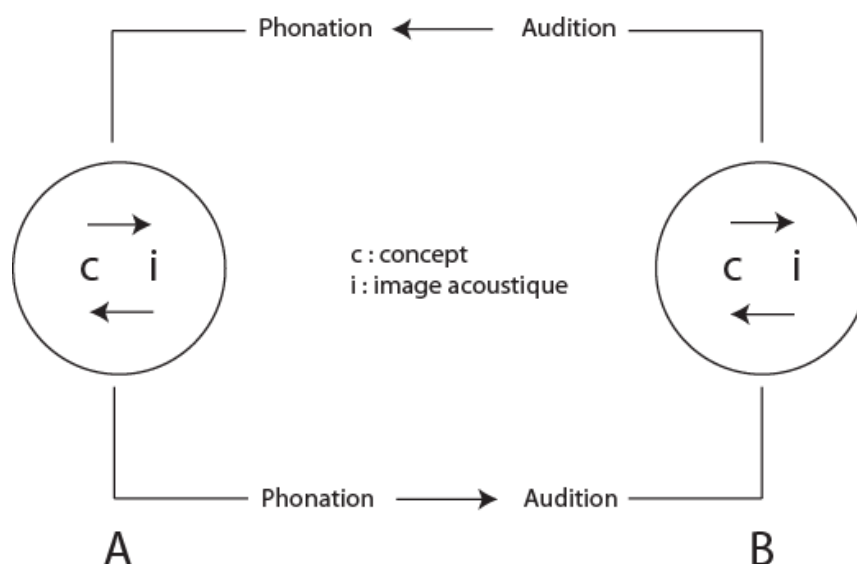 Phonation Audition
c i
c : concept
i : image acoustique
c i
Phonation Audition
A B